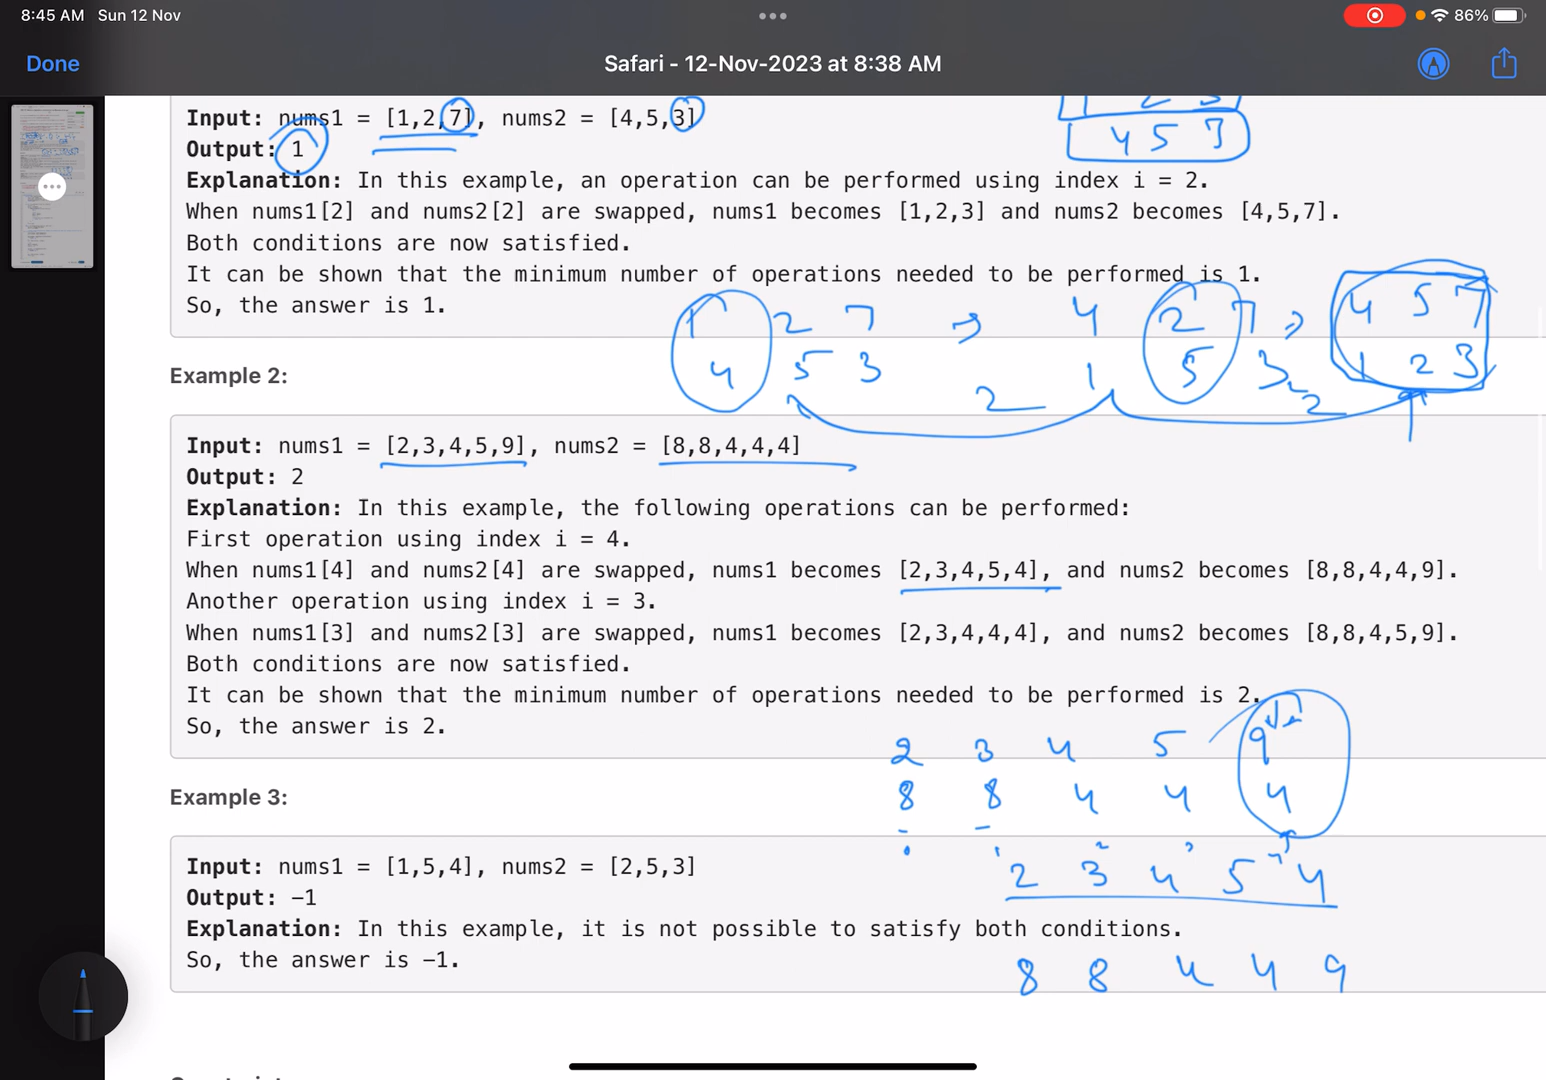 8:45 AM Sun 12 Nov
86%
Done
Safari - 12-Nov-2023 at 8:38 AM
Input: nums1 = [1,2,7], nums2 = [4,5,3]
4 5 7
Output: 1
Explanation: In this example, an operation can be performed using index i = 2.
When nums1[2] and nums2[2] are swapped, nums1 becomes [1,2,3] and nums2 becomes [4,5,7].
Both conditions are now satisfied.
It can be shown that the minimum number of operations needed to be performed is 1.
So, the answer is 1.
1 2 7 => 4 2 7 => 4 5 7
4 5 3 1 5 3 1 2 3
2 2
Example 2:
Input: nums1 = [2,3,4,5,9], nums2 = [8,8,4,4,4]
Output: 2
Explanation: In this example, the following operations can be performed:
First operation using index i = 4.
When nums1[4] and nums2[4] are swapped, nums1 becomes [2,3,4,5,4], and nums2 becomes [8,8,4,4,9].
Another operation using index i = 3.
When nums1[3] and nums2[3] are swapped, nums1 becomes [2,3,4,4,4], and nums2 becomes [8,8,4,5,9].
Both conditions are now satisfied.
It can be shown that the minimum number of operations needed to be performed is 2.
So, the answer is 2.
2 3 4 5 9
8 8 4 4 4
Example 3:
Input: nums1 = [1,5,4], nums2 = [2,5,3]
2 3 4 5 4
Output: -1
Explanation: In this example, it is not possible to satisfy both conditions.
So, the answer is -1.
8 8 4 4 9